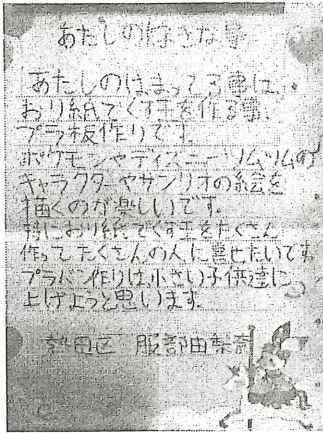 あたしの好きな事
あたしのはまってる事は、
おり紙でくす玉を作る事、
プラ板作りです。
ポケモンやディズニーツムツムの
キャラクターやサンリオの絵を
描くのが楽しいです。
特におり紙でくす玉をたくさん
作ってたくさんの人に見せたいです
プラバン作りは小さい子供達に
上げよっと思います。
熱田区 服部由梨奈